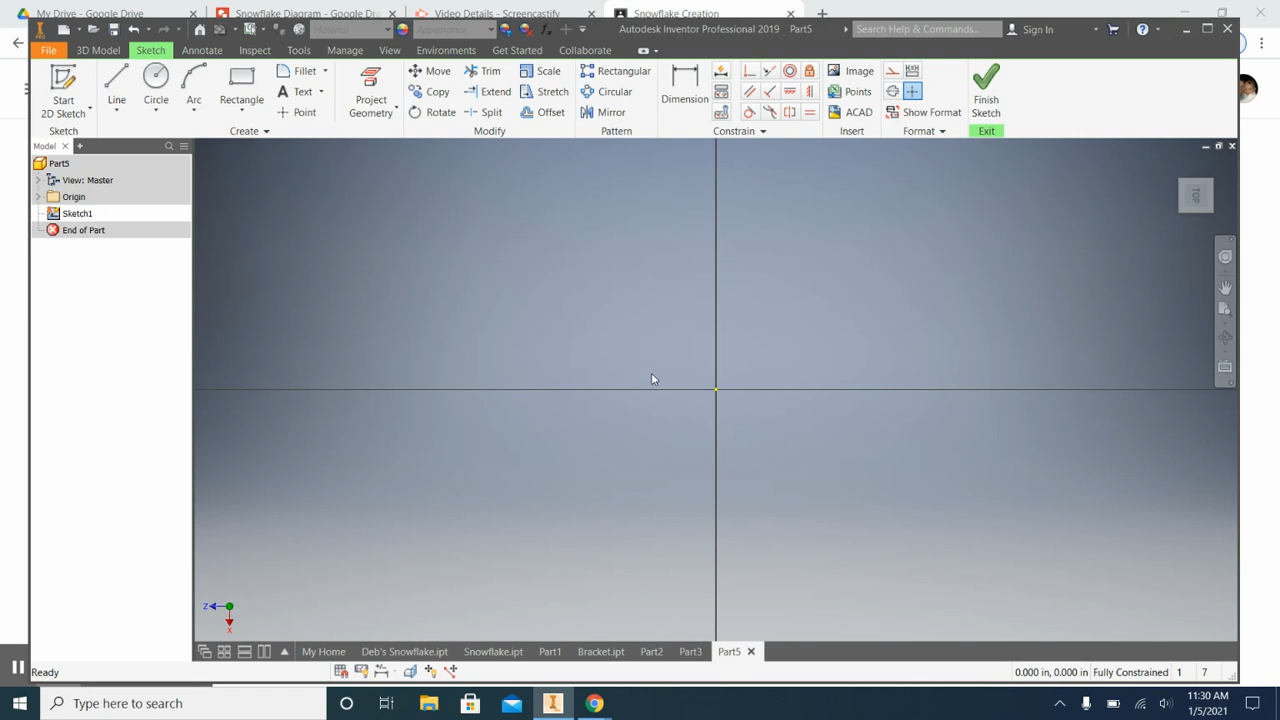 My Drive - Google Drive
Snowflake Diagram - Google Dra
Video Details - Screencastify
Snowflake Creation
PRO
Material
Appearance
Autodesk Inventor Professional 2019 Part5
Search Help & Commands...
Sign In
File 3D Model Sketch Annotate Inspect Tools Manage View Environments Get Started Collaborate
Start
2D Sketch
Line
Circle
Arc
Rectangle
Fillet
Text
Point
Project
Geometry
Move
Copy
Rotate
Trim
Extend
Split
Scale
Stretch
Offset
Rectangular
Circular
Mirror
Dimension
Image
Points
ACAD
Show Format
Finish
Sketch
Sketch Create Modify Pattern Constrain Insert Format Exit
Model
Part5
View: Master
Origin
Sketch1
End of Part
TOP
Z
X
My Home Deb's Snowflake.ipt Snowflake.ipt Part1 Bracket.ipt Part2 Part3 Part5
Ready
0.000 in, 0.000 in Fully Constrained 1 7
Type here to search
11:30 AM
1/5/2021